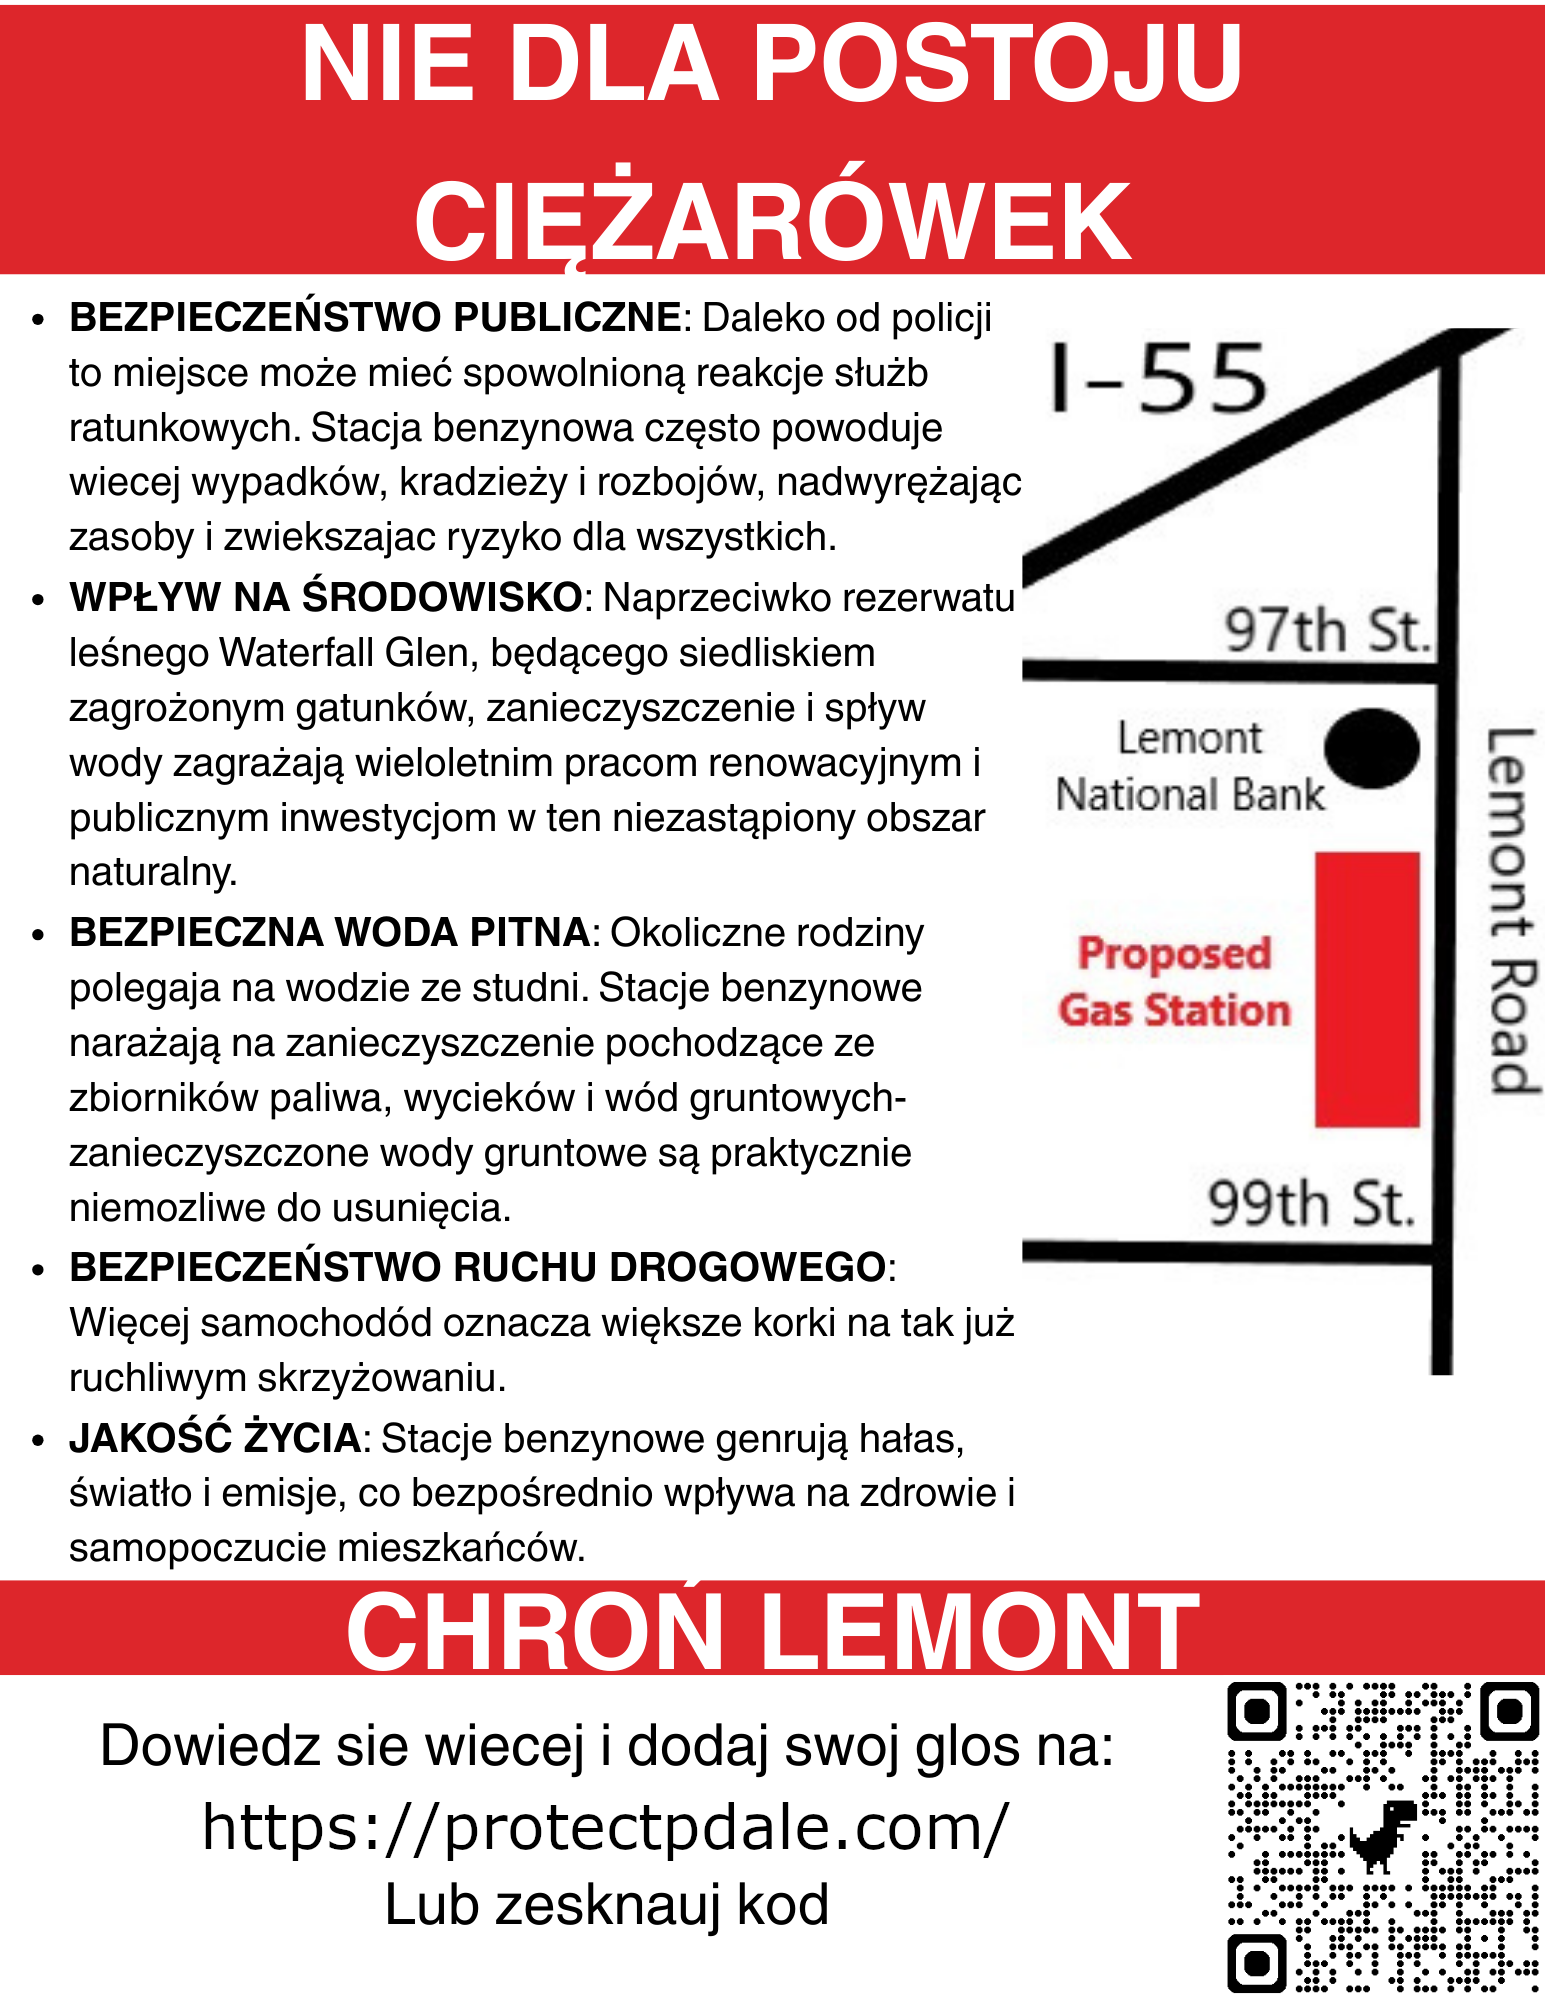 NIE DLA POSTOJU
CIĘŻARÓWEK
• BEZPIECZEŃSTWO PUBLICZNE: Daleko od policji
to miejsce może mieć spowolnioną reakcje służb
ratunkowych. Stacja benzynowa często powoduje
wiecej wypadków, kradzieży i rozbojów, nadwyrężając
zasoby i zwiekszajac ryzyko dla wszystkich.
• WPŁYW NA ŚRODOWISKO: Naprzeciwko rezerwatu
leśnego Waterfall Glen, będącego siedliskiem
zagrożonym gatunków, zanieczyszczenie i spływ
wody zagrażają wieloletnim pracom renowacyjnym i
publicznym inwestycjom w ten niezastąpiony obszar
naturalny.
• BEZPIECZNA WODA PITNA: Okoliczne rodziny
polegaja na wodzie ze studni. Stacje benzynowe
narażają na zanieczyszczenie pochodzące ze
zbiorników paliwa, wycieków i wód gruntowych-
zanieczyszczone wody gruntowe są praktycznie
niemozliwe do usunięcia.
• BEZPIECZEŃSTWO RUCHU DROGOWEGO:
Więcej samochodód oznacza większe korki na tak już
ruchliwym skrzyżowaniu.
• JAKOŚĆ ŻYCIA: Stacje benzynowe genrują hałas,
światło i emisje, co bezpośrednio wpływa na zdrowie i
samopoczucie mieszkańców.
I-55
97th St.
Lemont
National Bank
Lemont Road
Proposed
Gas Station
99th St.
CHROŃ LEMONT
Dowiedz sie wiecej i dodaj swoj glos na:
https://protectpdale.com/
Lub zesknauj kod